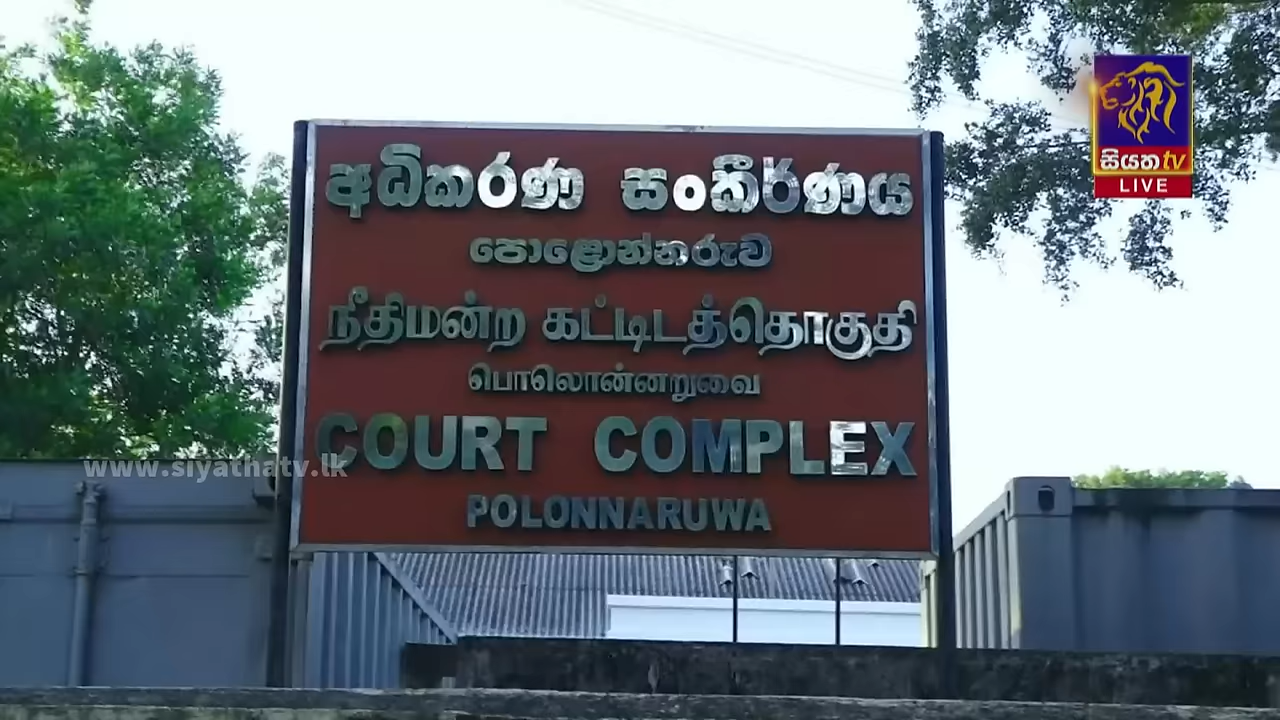 සියත tv
LIVE
අධිකරණ සංකීර්ණය
පොළොන්නරුව
நீதிமன்ற கட்டிடத்தொகுதி
பொலொன்னறுவை
COURT COMPLEX
www.siyathatv.lk
POLONNARUWA